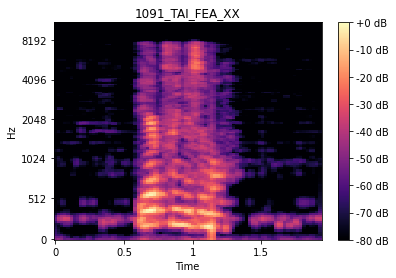 1091_TAI_FEA_XX
+0 dB
8192
-10 dB
4096
-20 dB
-30 dB
2048
Hz
-40 dB
1024
-50 dB
512
-60 dB
-70 dB
0
-80 dB
0
0.5
1
1.5
Time